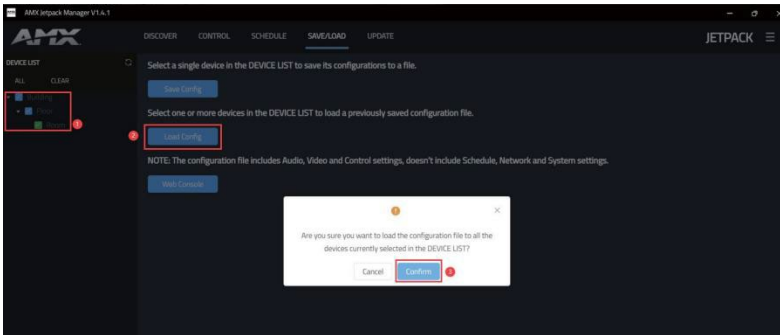 AMX Jetpack Manager V1.4.1
AMX
DISCOVER CONTROL SCHEDULE SAVE/LOAD UPDATE
JETPACK
DEVICE LIST
ALL CLEAR
Building
Floor
Room
1
Select a single device in the DEVICE LIST to save its configurations to a file.
Save Config
Select one or more devices in the DEVICE LIST to load a previously saved configuration file.
2
Load Config
NOTE: The configuration file includes Audio, Video and Control settings, doesn't include Schedule, Network and System settings.
Web Console
Are you sure you want to load the configuration file to all the
devices currently selected in the DEVICE LIST?
Cancel Confirm 3